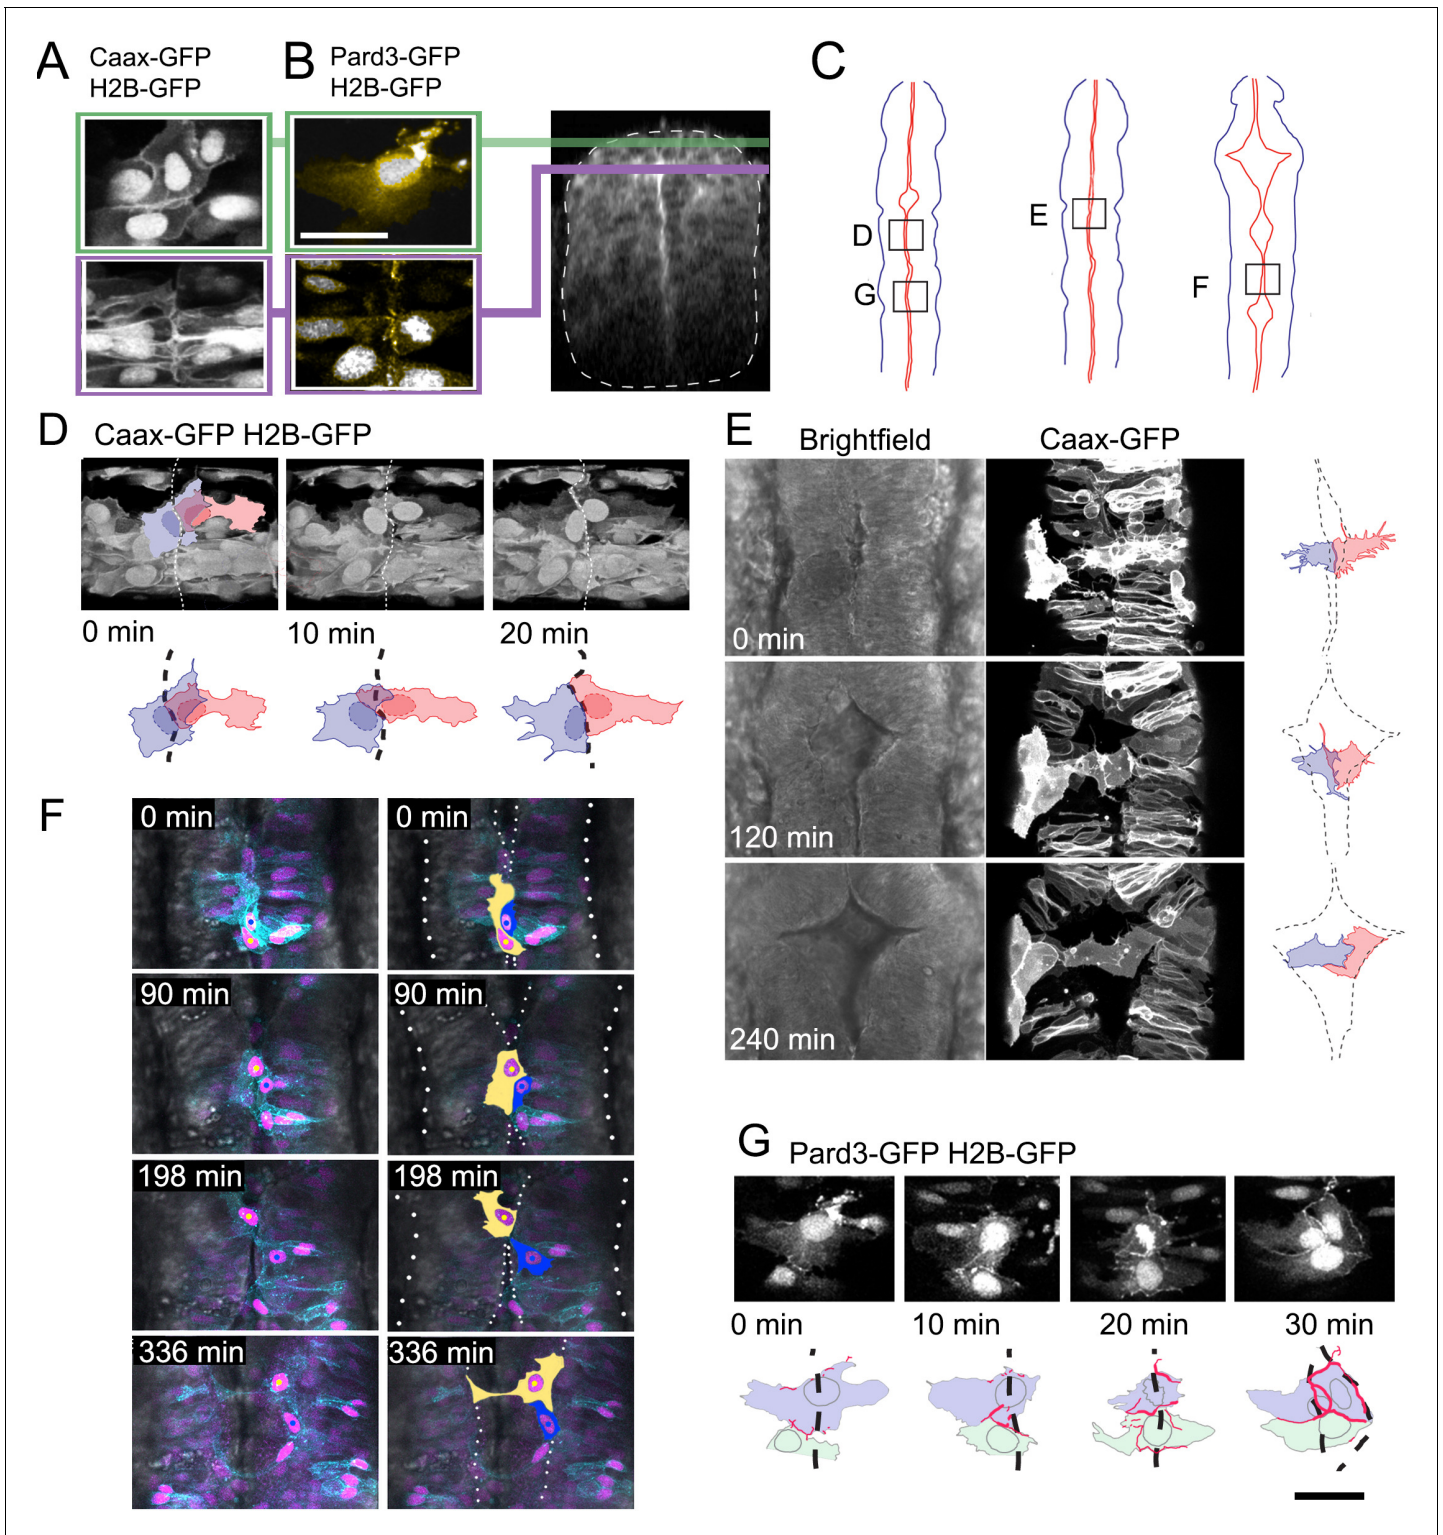 A
Caax-GFP
H2B-GFP
B
Pard3-GFP
H2B-GFP
C
D
G
E
F
D
Caax-GFP H2B-GFP
0 min
10 min
20 min
E
Brightfield
Caax-GFP
0 min
120 min
240 min
F
0 min
0 min
90 min
90 min
198 min
198 min
336 min
336 min
G
Pard3-GFP H2B-GFP
0 min
10 min
20 min
30 min